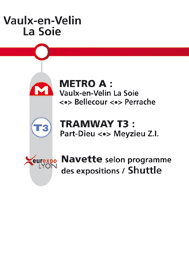 Vaulx-en-Velin
La Soie
M
METRO A :
Vaulx-en-Velin La Soie
<•> Bellecour <•> Perrache
T3
TRAMWAY T3 :
Part-Dieu <•> Meyzieu Z.I.
eurexpo
LYON
Navette selon programme
des expositions / Shuttle